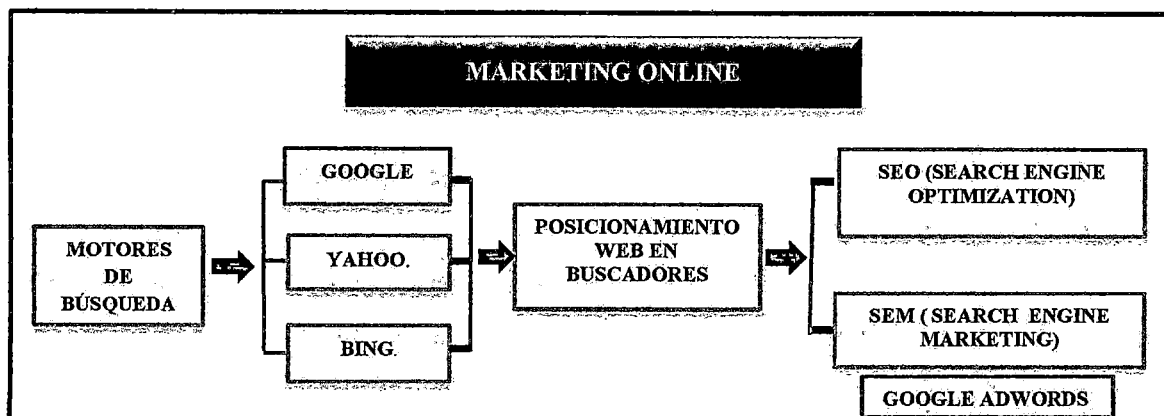 MARKETING ONLINE
MOTORES
DE
BÚSQUEDA
GOOGLE
YAHOO.
BING.
POSICIONAMIENTO
WEB EN
BUSCADORES
SEO (SEARCH ENGINE
OPTIMIZATION)
SEM ( SEARCH ENGINE
MARKETING)
GOOGLE ADWORDS